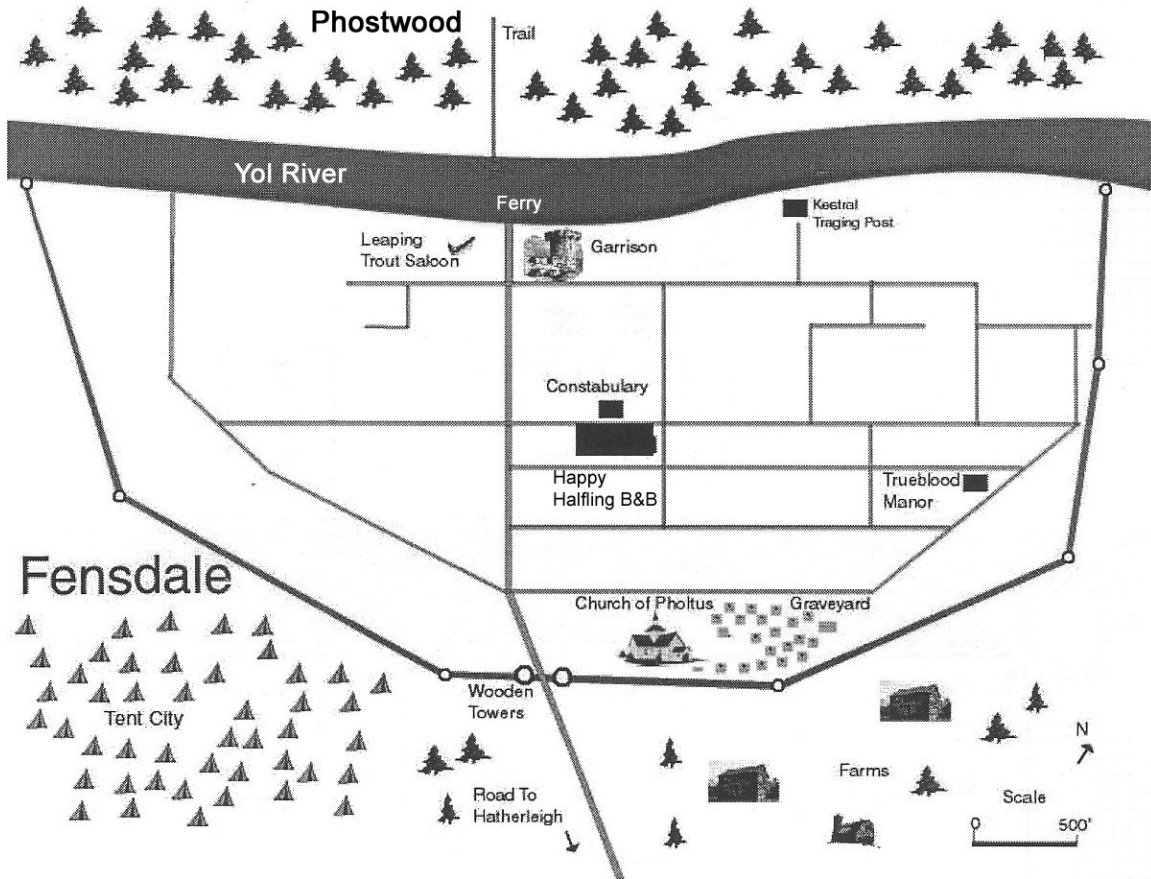 Phostwood
Trail
Yol River
Ferry
Kestral
Traging Post
Leaping
Trout Saloon
Garrison
Constabulary
Happy
Halfling B&B
Trueblood
Manor
Fensdale
Church of Pholtus
Graveyard
Wooden
Towers
Tent City
N
Farms
Road To
Hatherleigh
Scale
0
500'